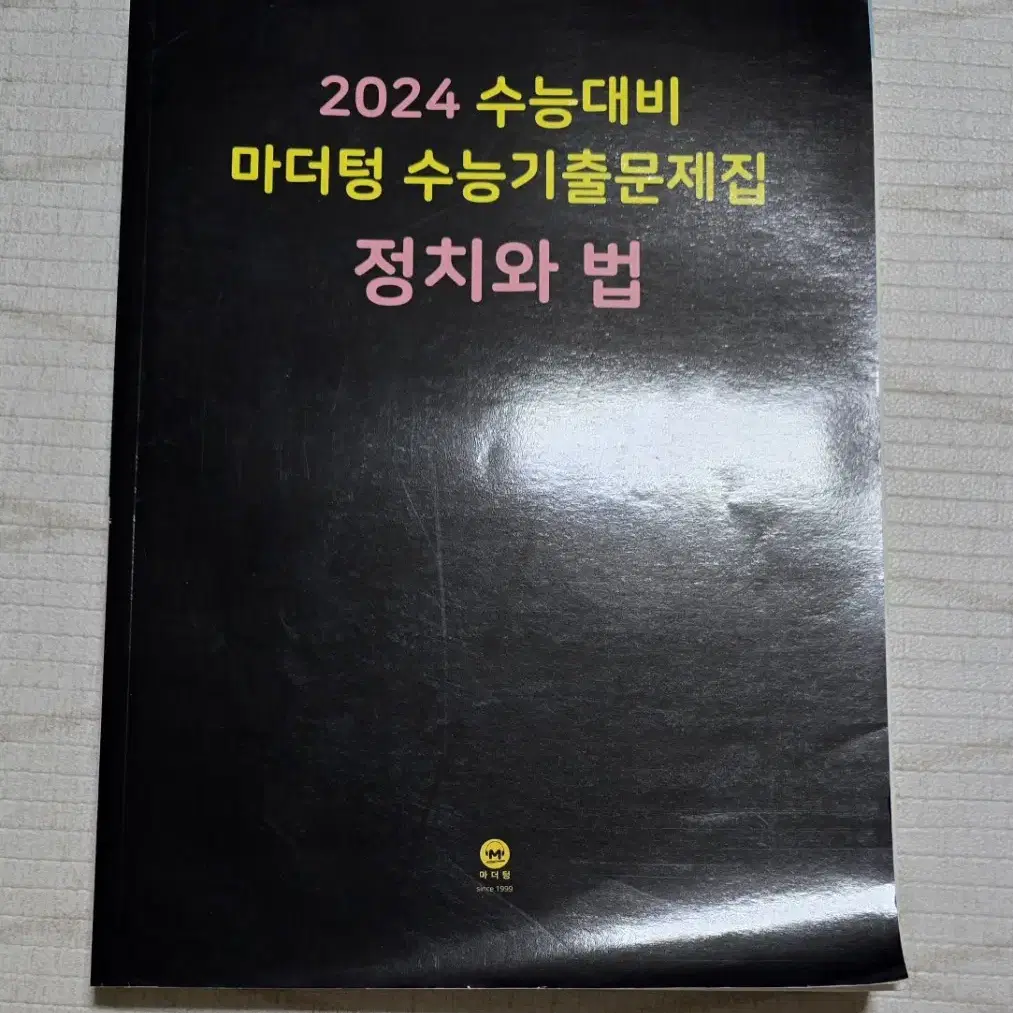 2024 수능대비
마더텅 수능기출문제집
정치와 법
M
마더텅
since 1999